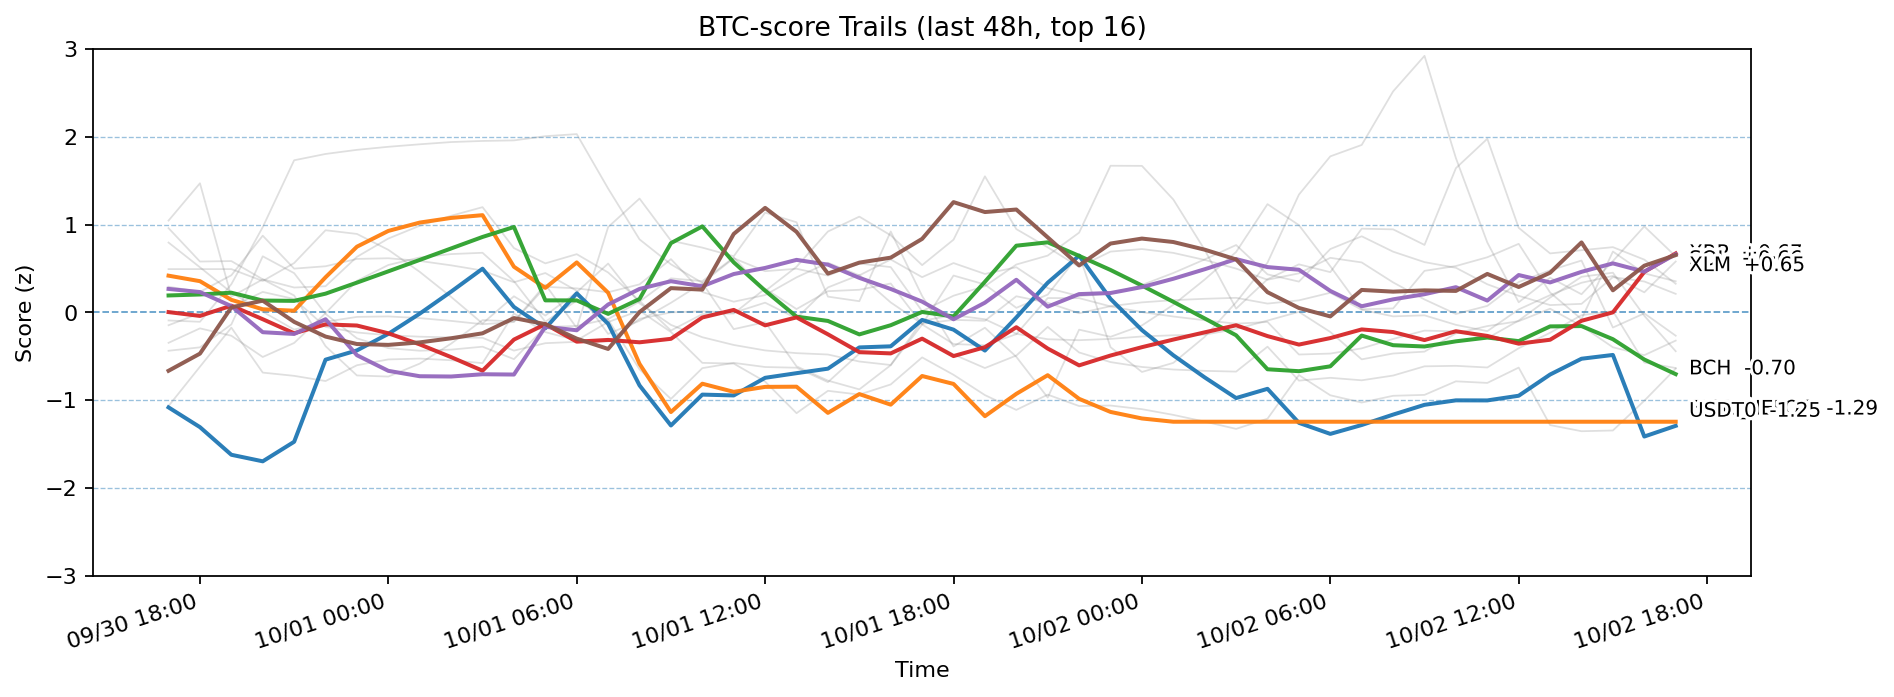 BTC-score Trails (last 48h, top 16)
Score (z)
3
2
1
0
−1
−2
−3
XLM +0.65
BCH -0.70
USDT0 -1.25
-1.29
09/30 18:00
10/01 00:00
10/01 06:00
10/01 12:00
10/01 18:00
10/02 00:00
10/02 06:00
10/02 12:00
10/02 18:00
Time